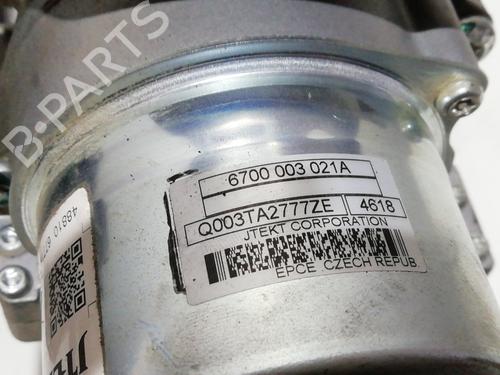 B-PARTS
6700 003 021A
Q003TA2777ZE 4618
JTEKT CORPORATION
EPCE CZECH REPUB
48810